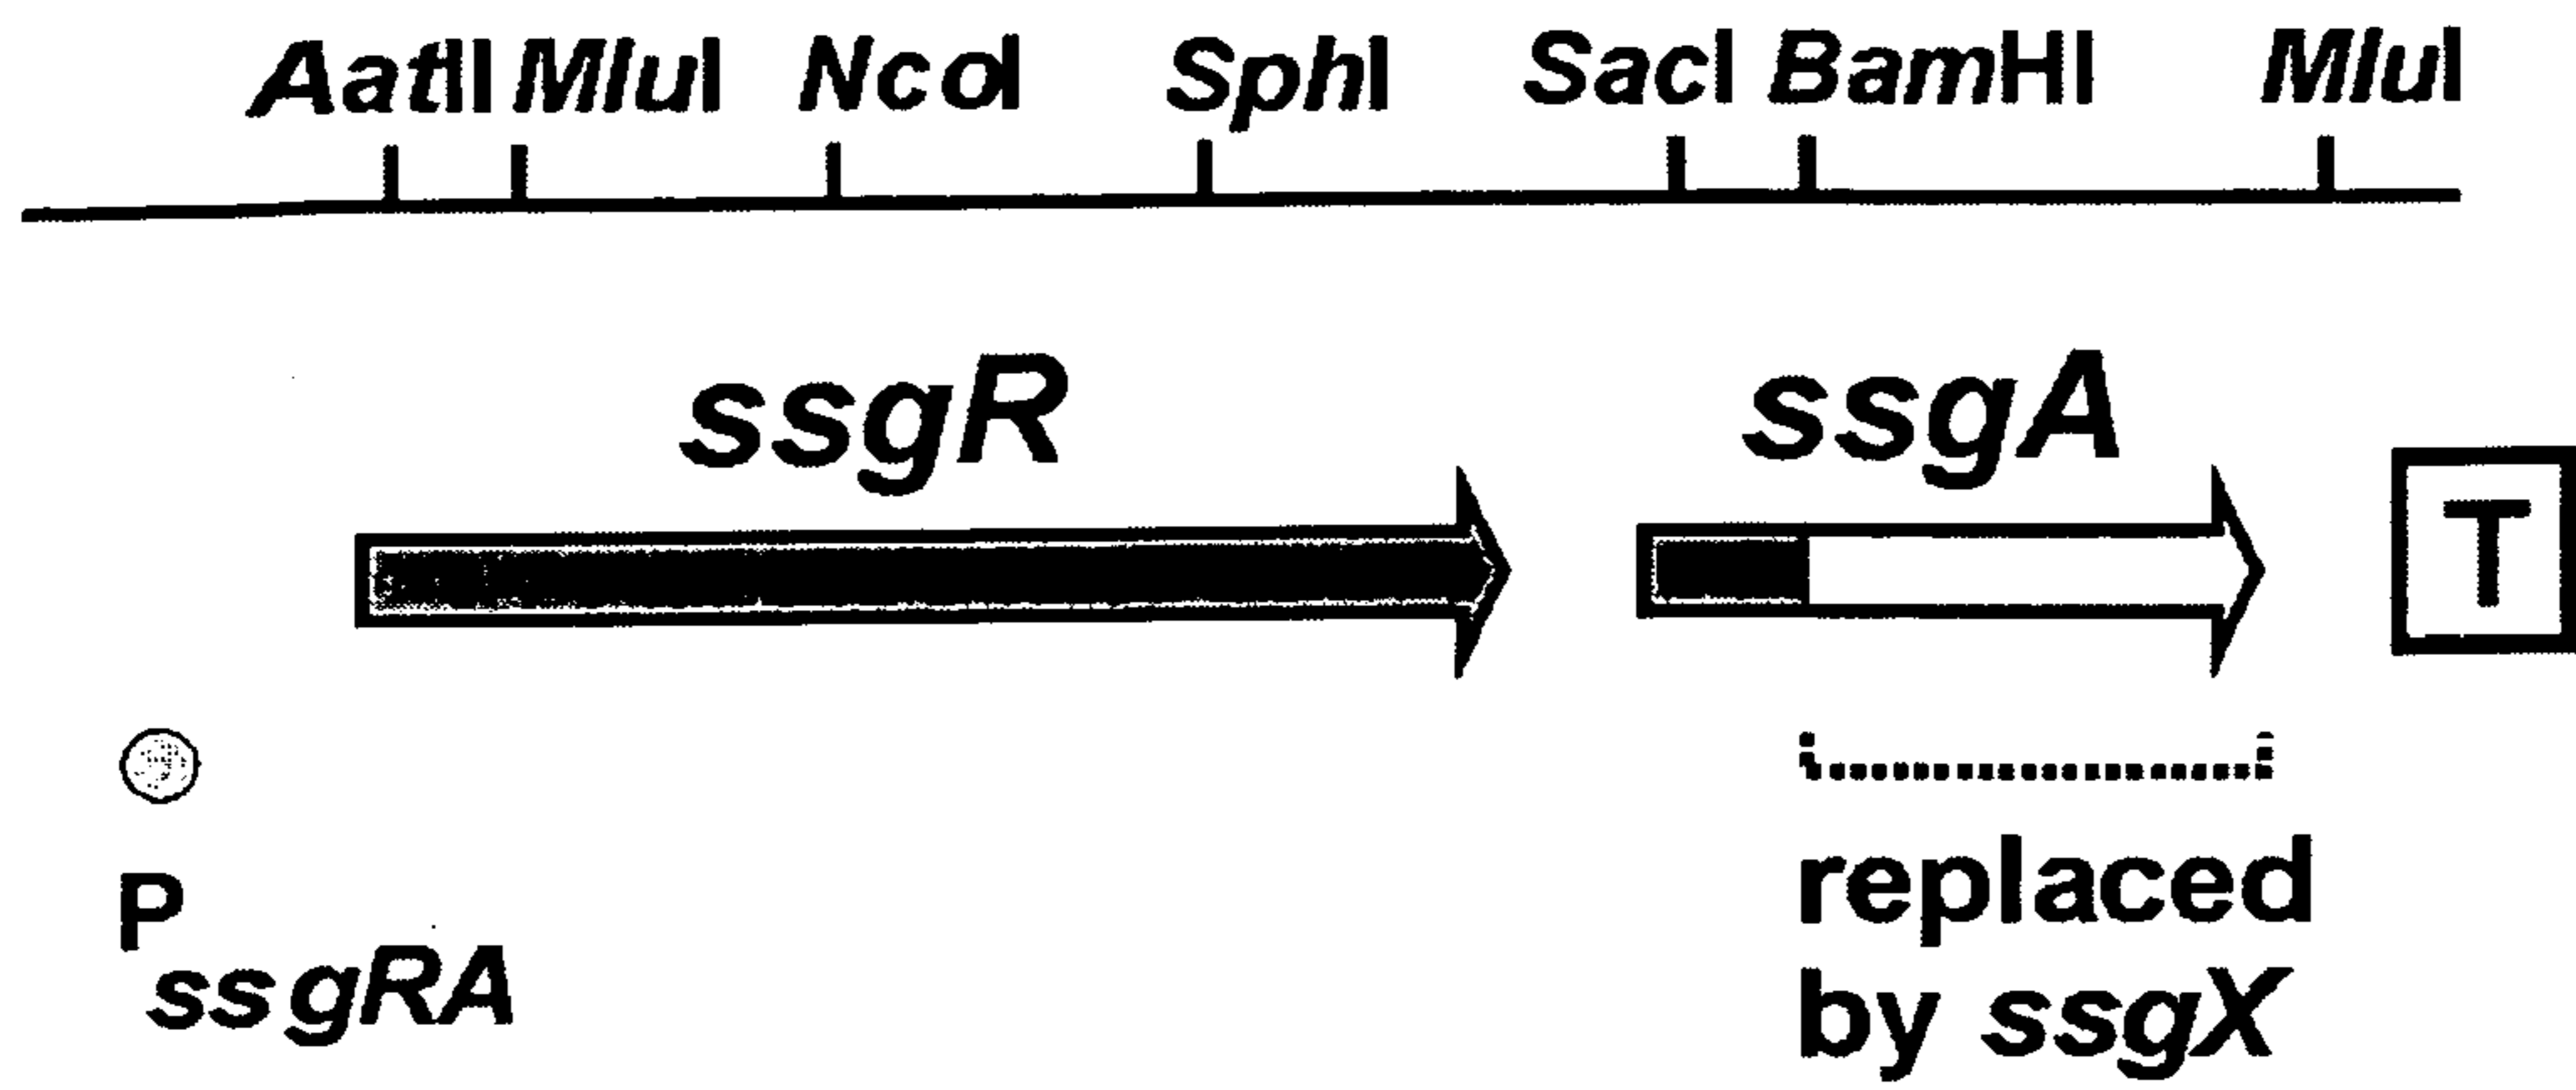 AatII MluI NcoI SphI SacI BamHI MluI
ssgR ssgA
T
P ssgRA
replaced
by ssgX